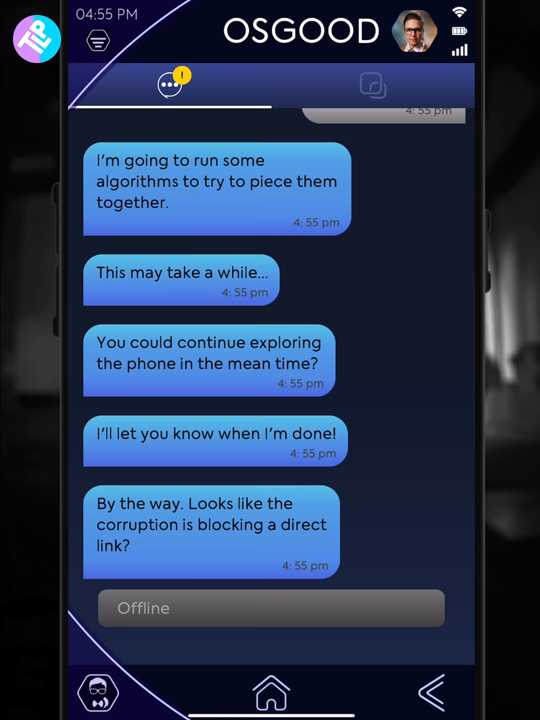 04:55 PM
TLP
OSGOOD
!
4:55 pm
I'm going to run some
algorithms to try to piece them
together.
4:55 pm
This may take a while...
4:55 pm
You could continue exploring
the phone in the mean time?
4:55 pm
I'll let you know when I'm done!
4:55 pm
By the way. Looks like the
corruption is blocking a direct
link?
4:55 pm
Offline